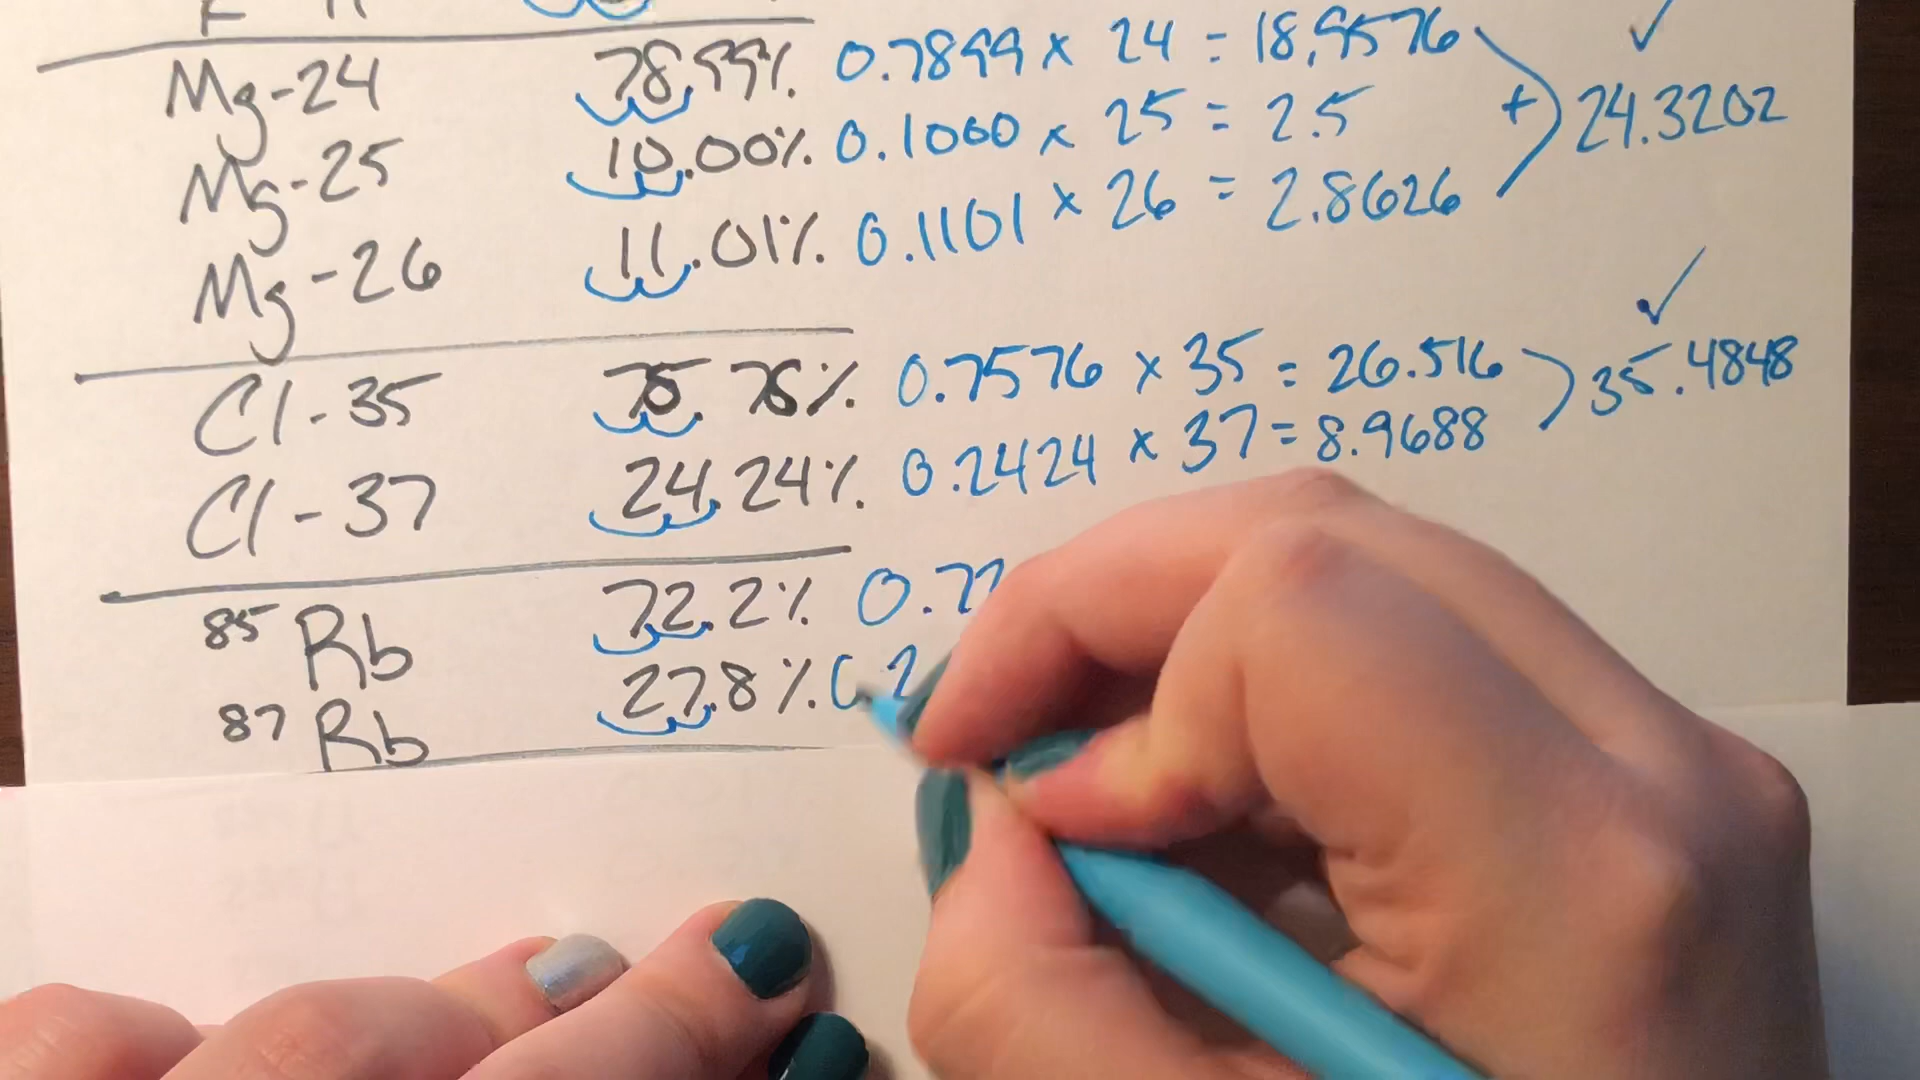 Mg-24 78.99% 0.7899 x 24 = 18.9576
Mg-25 10.00% 0.1000 x 25 = 2.5 + 24.3202 ✓
Mg-26 11.01% 0.1101 x 26 = 2.8626
Cl-35 75.76% 0.7576 x 35 = 26.516 35.4848 ✓
Cl-37 24.24% 0.2424 x 37 = 8.9688
85 Rb 72.2% 0.72
87 Rb 27.8% 0.2